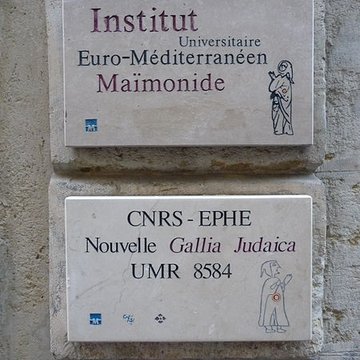 Institut
Universitaire
Euro-Méditerranéen
Maïmonide
CNRS - EPHE
Nouvelle Gallia Judaica
UMR 8584